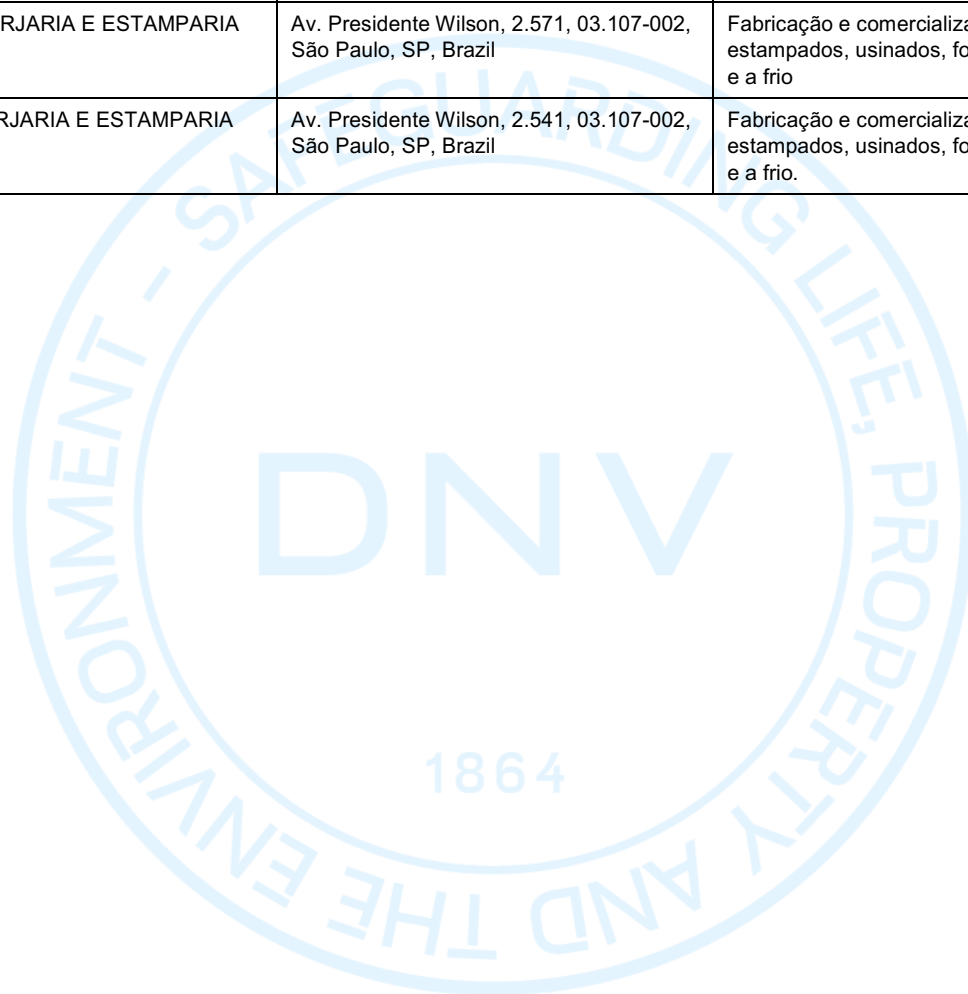 RJARIA E ESTAMPARIA
Av. Presidente Wilson, 2.571, 03.107-002,
São Paulo, SP, Brazil
Fabricação e comercializa
estampados, usinados, fo
e a frio
RJARIA E ESTAMPARIA
Av. Presidente Wilson, 2.541, 03.107-002,
São Paulo, SP, Brazil
Fabricação e comercializa
estampados, usinados, fo
e a frio.
SAFEGUARDING LIFE, PROPERTY AND THE ENVIRONMENT -
DNV
1864